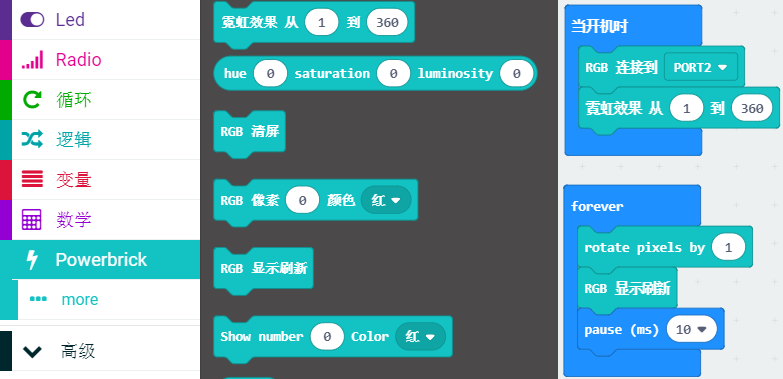 Led
Radio
循环
逻辑
变量
数学
Powerbrick
more
高级
霓虹效果 从 1 到 360
hue 0 saturation 0 luminosity 0
RGB 清屏
RGB 像素 0 颜色 红
RGB 显示刷新
Show number 0 Color 红
当开机时
RGB 连接到 PORT2
霓虹效果 从 1 到 360
forever
rotate pixels by 1
RGB 显示刷新
pause (ms) 10